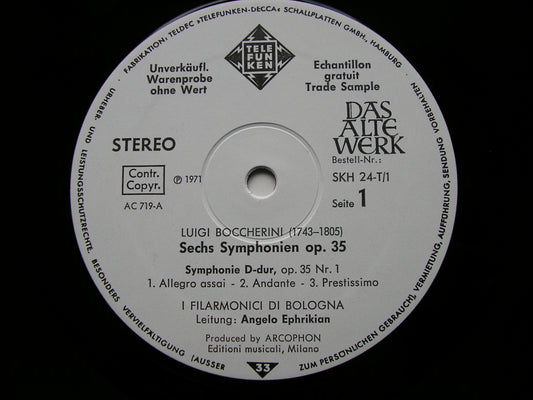 FABRIKATION: TELDEC »TELEFUNKEN-DECCA« SCHALLPLATTEN GMBH, HAMBURG
URHEBER- UND LEISTUNGSSCHUTZRECHTE. BESONDERS VERVIELFÄLTIGUNG (AUSSER
ZUM PERSÖNLICHEN GEBRAUCH), VERMIETUNG, AUFFÜHRUNG, SENDUNG VORBEHALTEN
TELE
FUN
KEN
Unverkäufl.
Warenprobe
ohne Wert
Echantillon
gratuit
Trade Sample
DAS
ALTE
WERK
STEREO
Bestell-Nr.:
Contr.
Copyr.
℗ 1971
SKH 24-T/1
Seite 1
AC 719-A
LUIGI BOCCHERINI (1743–1805)
Sechs Symphonien op. 35
Symphonie D-dur, op. 35 Nr. 1
1. Allegro assai - 2. Andante - 3. Prestissimo
I FILARMONICI DI BOLOGNA
Leitung: Angelo Ephrikian
Produced by ARCOPHON
Editioni musicali, Milano
33